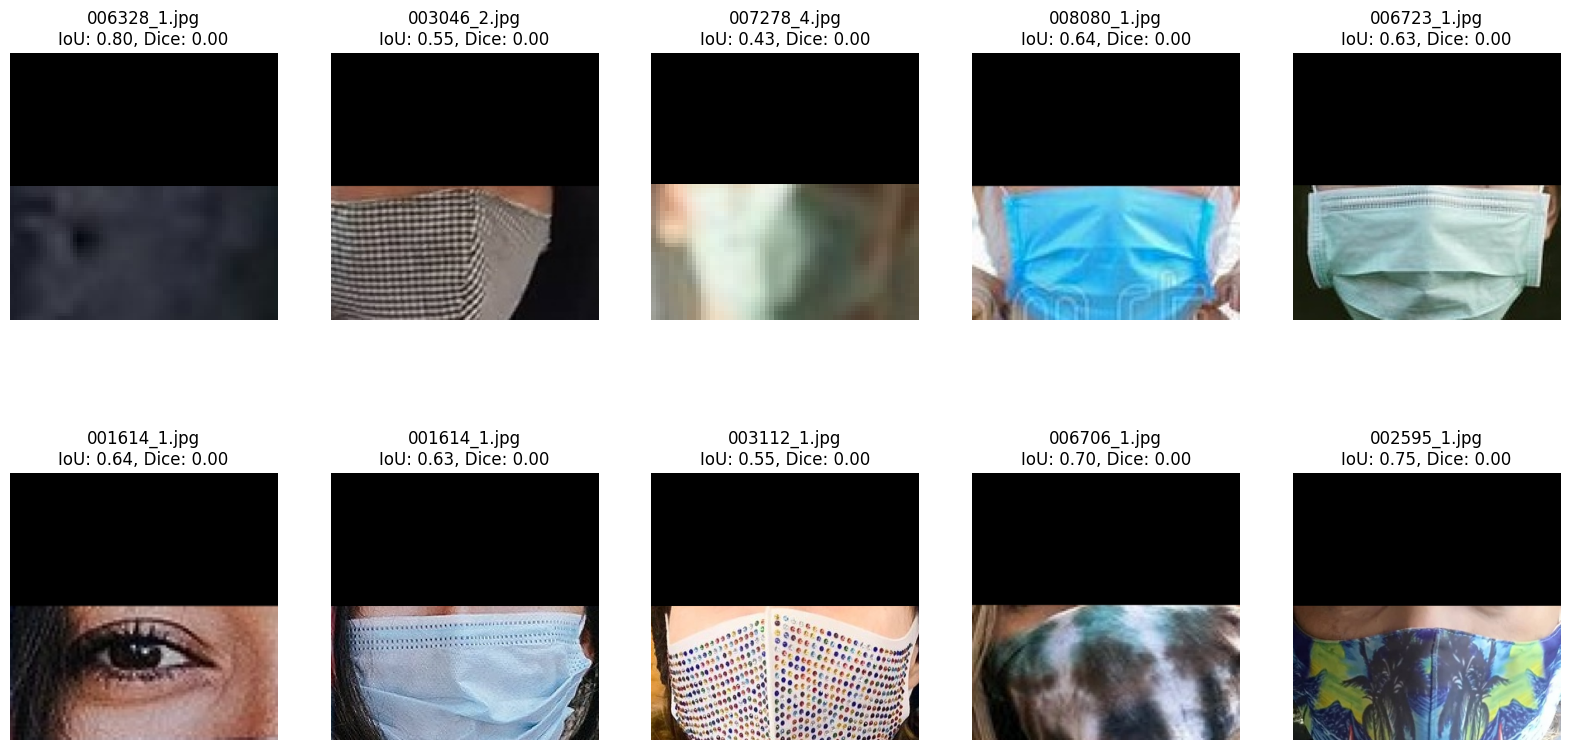 006328_1.jpg
IoU: 0.80, Dice: 0.00
003046_2.jpg
IoU: 0.55, Dice: 0.00
007278_4.jpg
IoU: 0.43, Dice: 0.00
008080_1.jpg
IoU: 0.64, Dice: 0.00
006723_1.jpg
IoU: 0.63, Dice: 0.00
001614_1.jpg
IoU: 0.64, Dice: 0.00
001614_1.jpg
IoU: 0.63, Dice: 0.00
003112_1.jpg
IoU: 0.55, Dice: 0.00
006706_1.jpg
IoU: 0.70, Dice: 0.00
002595_1.jpg
IoU: 0.75, Dice: 0.00